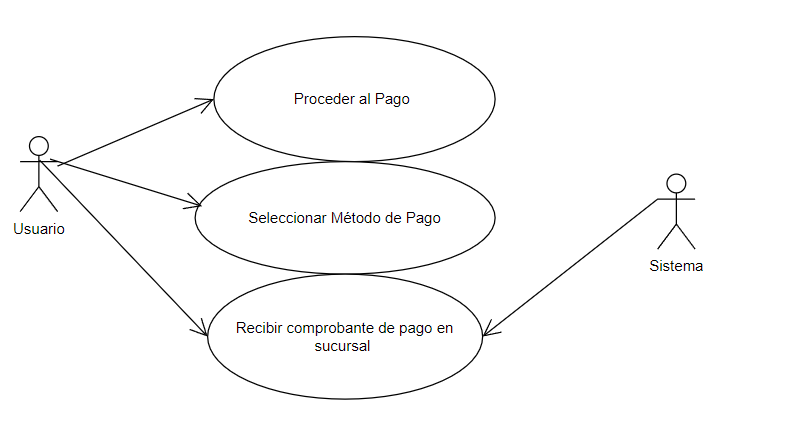 Proceder al Pago
Usuario
Seleccionar Método de Pago
Sistema
Recibir comprobante de pago en
sucursal